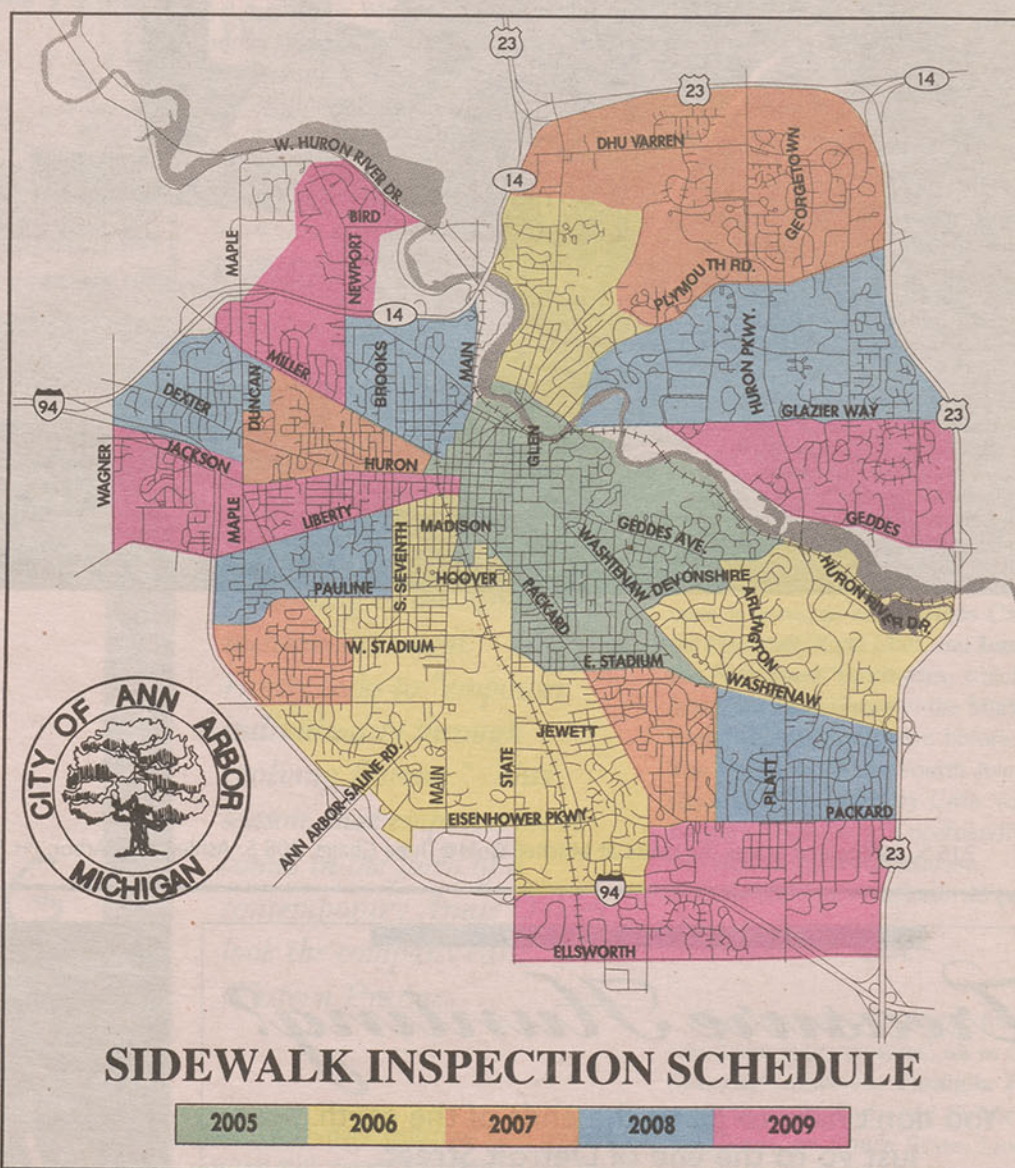 23
14
23
14
DHU VARREN
GEORGETOWN
W. HURON RIVER DR.
BIRD
NEWPORT
MAPLE
PLYMOUTH RD.
14
MILLER
BROOKS
MAIN
HURON PKWY.
DEXTER
DUNCAN
GLAZIER WAY
94
23
JACKSON
HURON
GLEN
WAGNER
MAPLE
LIBERTY
S. SEVENTH
MADISON
GEDDES AVE.
GEDDES
WASHTENAW
DEVONSHIRE
HOOVER
PAULINE
PACKARD
ARLINGTON
HURON RIVER DR.
W. STADIUM
E. STADIUM
WASHTENAW
JEWETT
ANN ARBOR-SALINE RD.
MAIN
STATE
PLATT
EISENHOWER PKWY.
PACKARD
23
94
ELLSWORTH
CITY OF ANN ARBOR
MICHIGAN
SIDEWALK INSPECTION SCHEDULE
2005 2006 2007 2008 2009